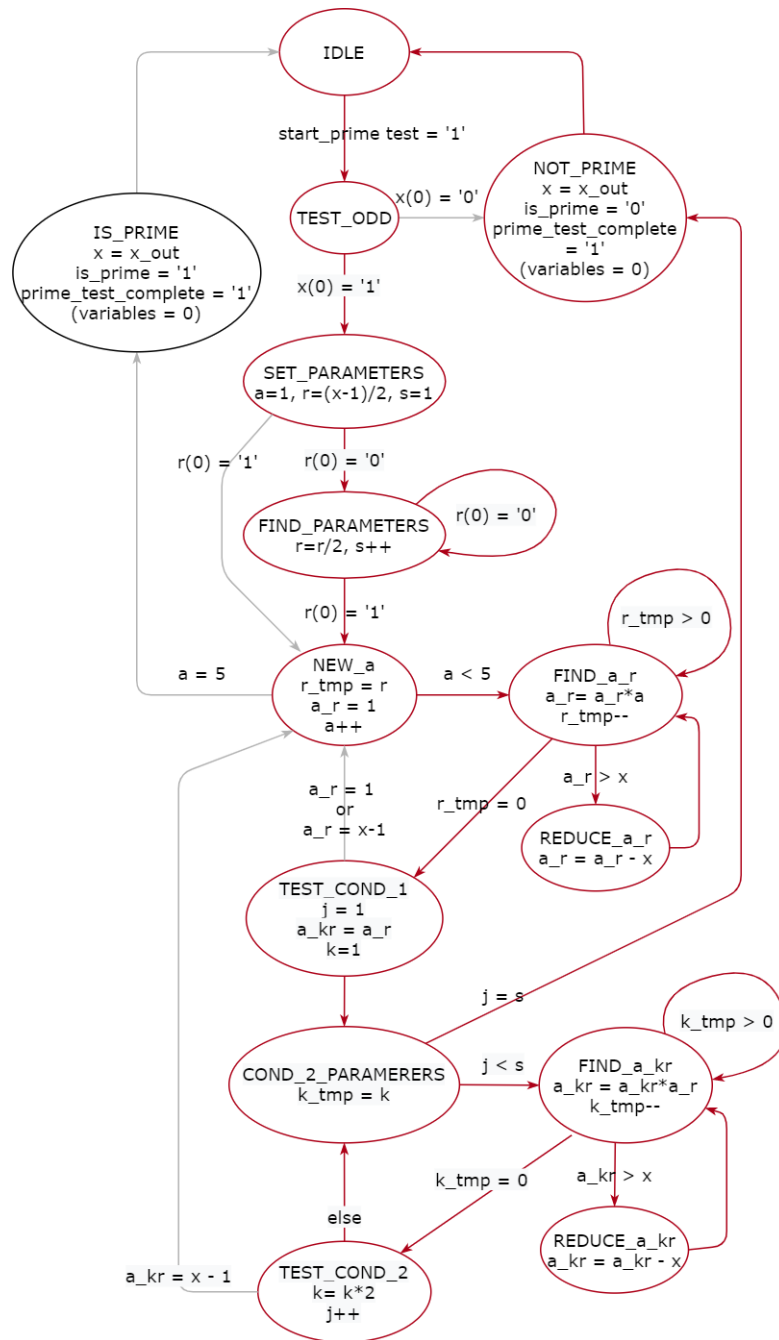 IDLE
start_prime test = '1'
TEST_ODD
x(0) = '0'
NOT_PRIME
x = x_out
is_prime = '0'
prime_test_complete
= '1'
(variables = 0)
IS_PRIME
x = x_out
is_prime = '1'
prime_test_complete = '1'
(variables = 0)
x(0) = '1'
SET_PARAMETERS
a=1, r=(x-1)/2, s=1
r(0) = '1'
r(0) = '0'
FIND_PARAMETERS
r=r/2, s++
r(0) = '0'
r(0) = '1'
NEW_a
r_tmp = r
a_r = 1
a++
a = 5
a < 5
FIND_a_r
a_r= a_r*a
r_tmp--
r_tmp > 0
a_r > x
REDUCE_a_r
a_r = a_r - x
r_tmp = 0
a_r = 1
or
a_r = x-1
TEST_COND_1
j = 1
a_kr = a_r
k=1
j = s
COND_2_PARAMERERS
k_tmp = k
j < s
FIND_a_kr
a_kr = a_kr*a_r
k_tmp--
k_tmp > 0
k_tmp = 0
a_kr > x
REDUCE_a_kr
a_kr = a_kr - x
else
TEST_COND_2
k= k*2
j++
a_kr = x - 1